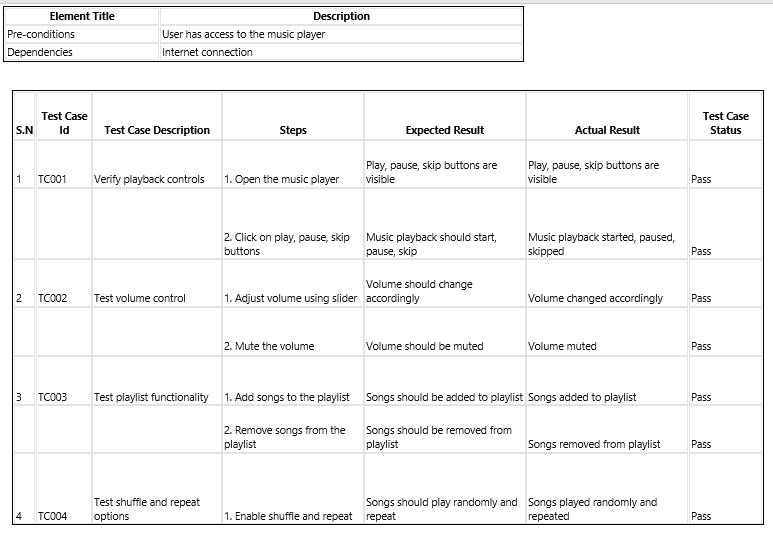 Element Title Description
Pre-conditions User has access to the music player
Dependencies Internet connection
S.N Test Case Id Test Case Description Steps Expected Result Actual Result Test Case Status
1 TC001 Verify playback controls 1. Open the music player Play, pause, skip buttons are visible Play, pause, skip buttons are visible Pass
2. Click on play, pause, skip buttons Music playback should start, pause, skip Music playback started, paused, skipped Pass
2 TC002 Test volume control 1. Adjust volume using slider Volume should change accordingly Volume changed accordingly Pass
2. Mute the volume Volume should be muted Volume muted Pass
3 TC003 Test playlist functionality 1. Add songs to the playlist Songs should be added to playlist Songs added to playlist Pass
2. Remove songs from the playlist Songs should be removed from playlist Songs removed from playlist Pass
4 TC004 Test shuffle and repeat options 1. Enable shuffle and repeat Songs should play randomly and repeat Songs played randomly and repeated Pass